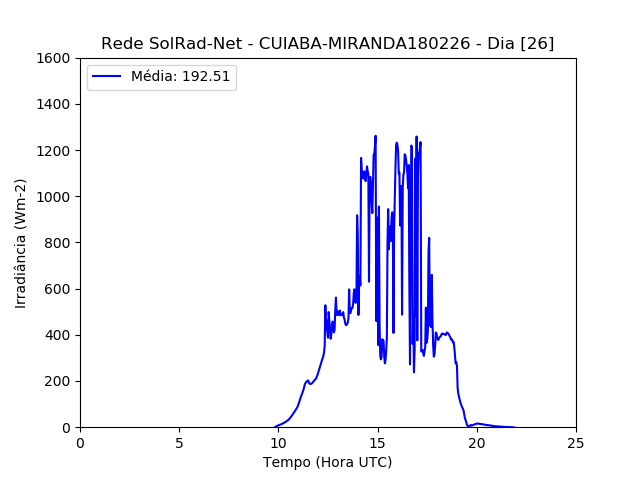 Rede SolRad-Net - CUIABA-MIRANDA180226 - Dia [26]
Média: 192.51
1600
1400
1200
1000
800
600
400
200
0
Irradiância (Wm-2)
0 5 10 15 20 25
Tempo (Hora UTC)